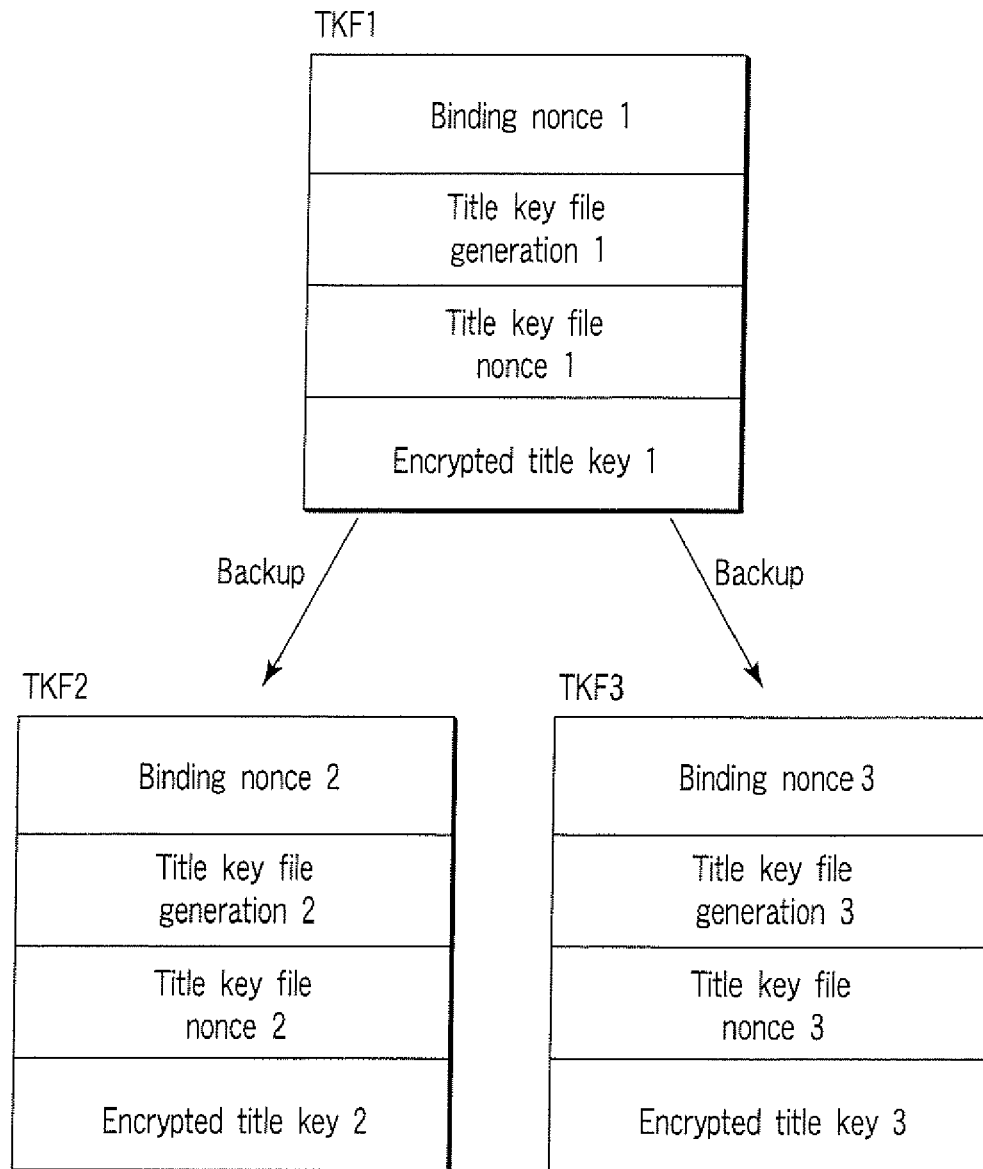 TKF1
Binding nonce 1
Title key file
generation 1
Title key file
nonce 1
Encrypted title key 1
Backup
Backup
TKF2
Binding nonce 2
Title key file
generation 2
Title key file
nonce 2
Encrypted title key 2
TKF3
Binding nonce 3
Title key file
generation 3
Title key file
nonce 3
Encrypted title key 3